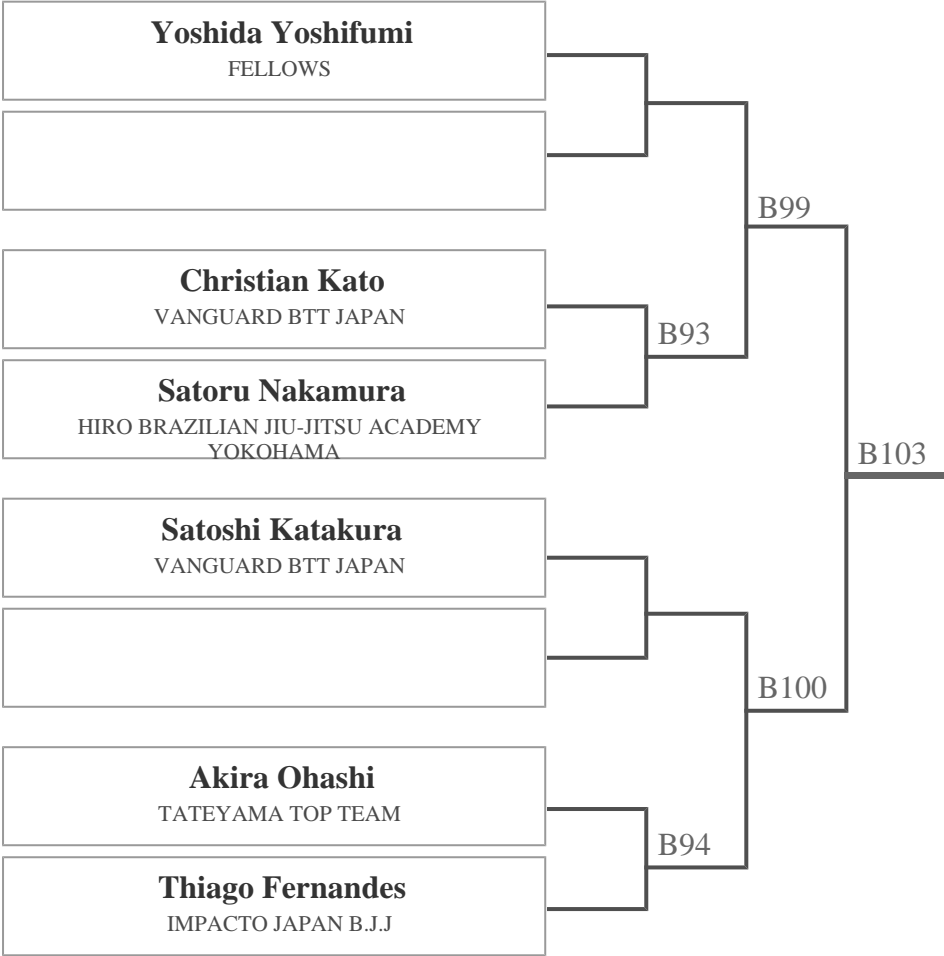 Yoshida Yoshifumi
FELLOWS
B99
Christian Kato
VANGUARD BTT JAPAN
B93
Satoru Nakamura
HIRO BRAZILIAN JIU-JITSU ACADEMY
YOKOHAMA
B103
Satoshi Katakura
VANGUARD BTT JAPAN
B100
Akira Ohashi
TATEYAMA TOP TEAM
B94
Thiago Fernandes
IMPACTO JAPAN B.J.J